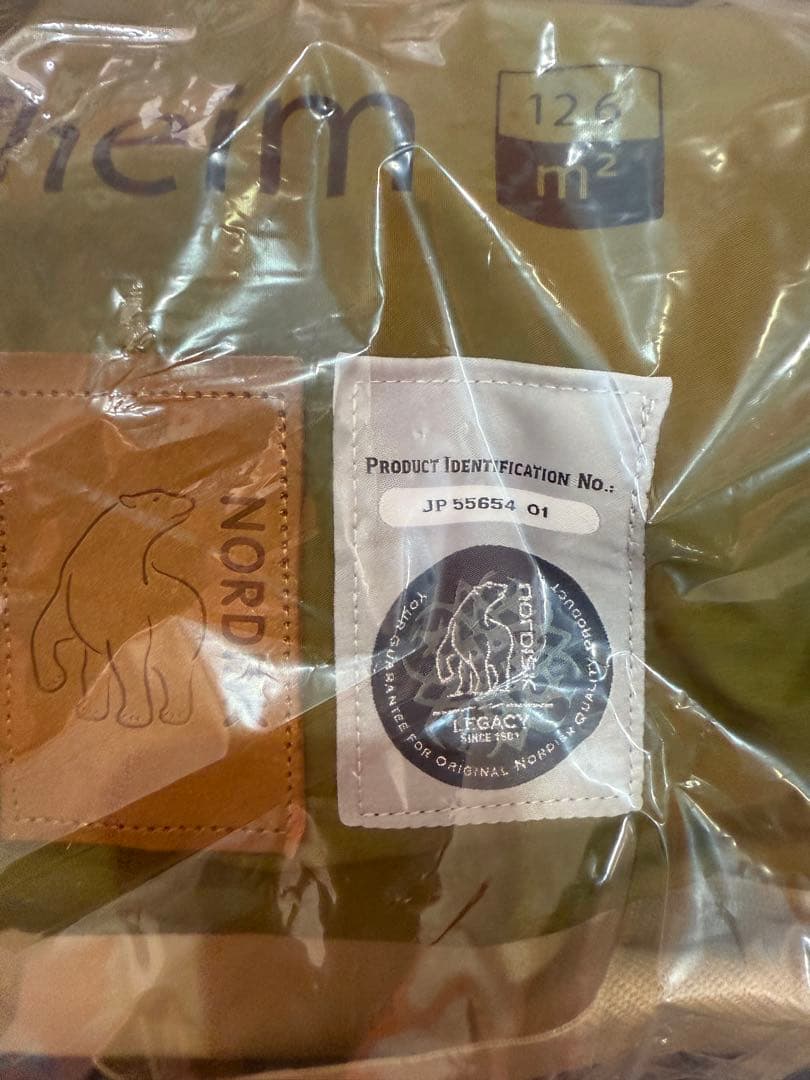 heim
12.6
m²
NORDISK
PRODUCT IDENTIFICATION NO.:
JP 55654 01
NORDISK
LEGACY
SINCE 1901
YOUR GUARANTEE FOR ORIGINAL NORDISK QUALITY PRODUCT